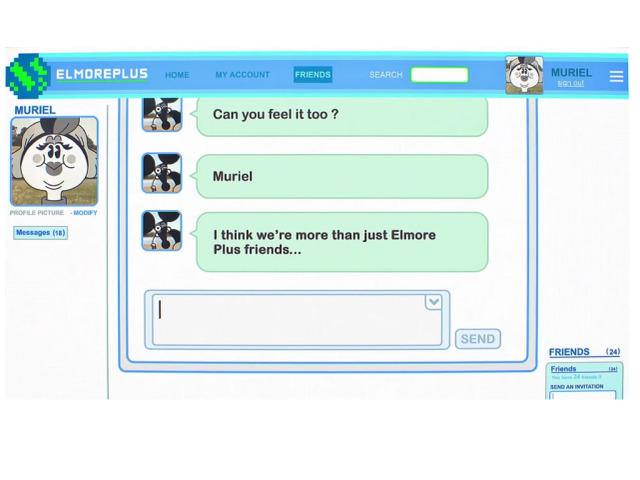 ELMOREPLUS HOME MY ACCOUNT FRIENDS SEARCH MURIEL
sign out
MURIEL
PROFILE PICTURE - MODIFY
Messages (18)
Can you feel it too ?
Muriel
I think we're more than just Elmore
Plus friends...
SEND
FRIENDS (24)
Friends (24)
You have 24 friends !!
SEND AN INVITATION